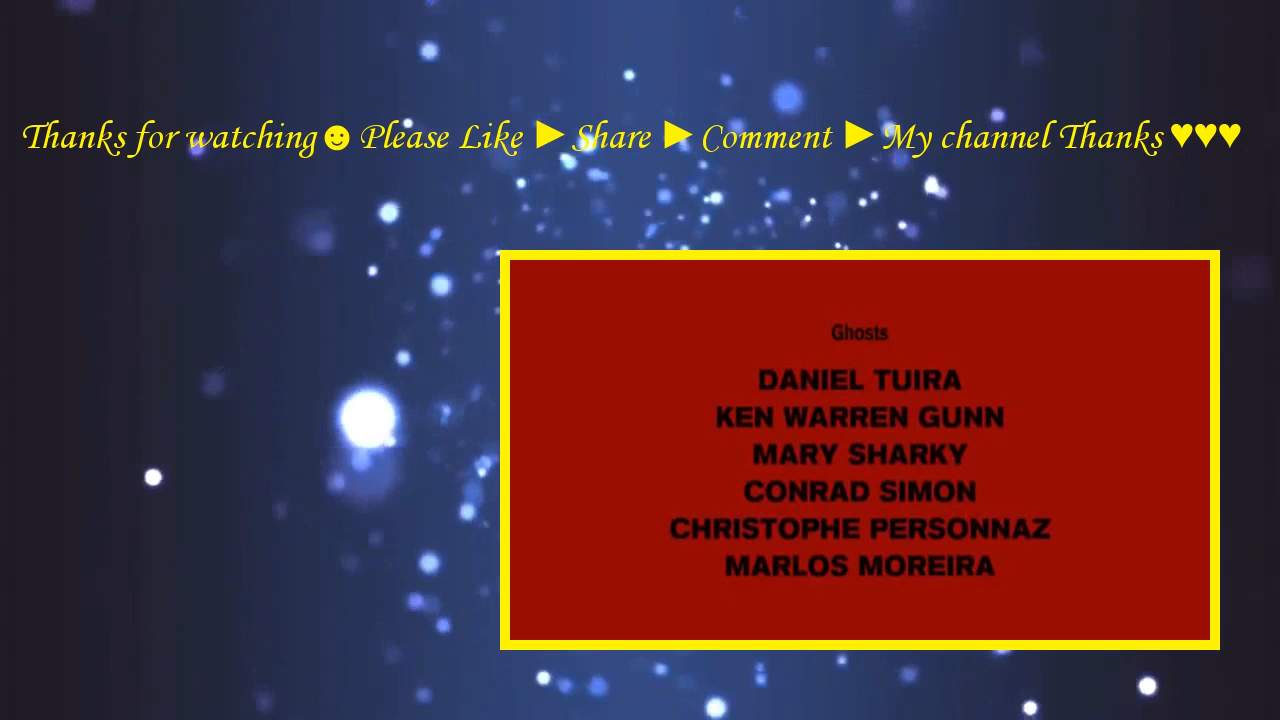 Thanks for watching☻Please Like ►Share ►Comment ►My channel Thanks♥♥♥
Ghosts
DANIEL TUIRA
KEN WARREN GUNN
MARY SHARKY
CONRAD SIMON
CHRISTOPHE PERSONNAZ
MARLOS MOREIRA